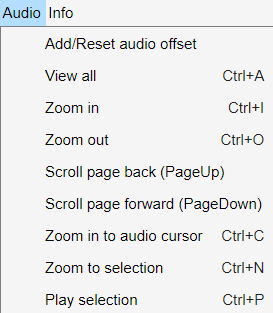 Audio Info
Add/Reset audio offset
View all Ctrl+A
Zoom in Ctrl+I
Zoom out Ctrl+O
Scroll page back (PageUp)
Scroll page forward (PageDown)
Zoom in to audio cursor Ctrl+C
Zoom to selection Ctrl+N
Play selection Ctrl+P